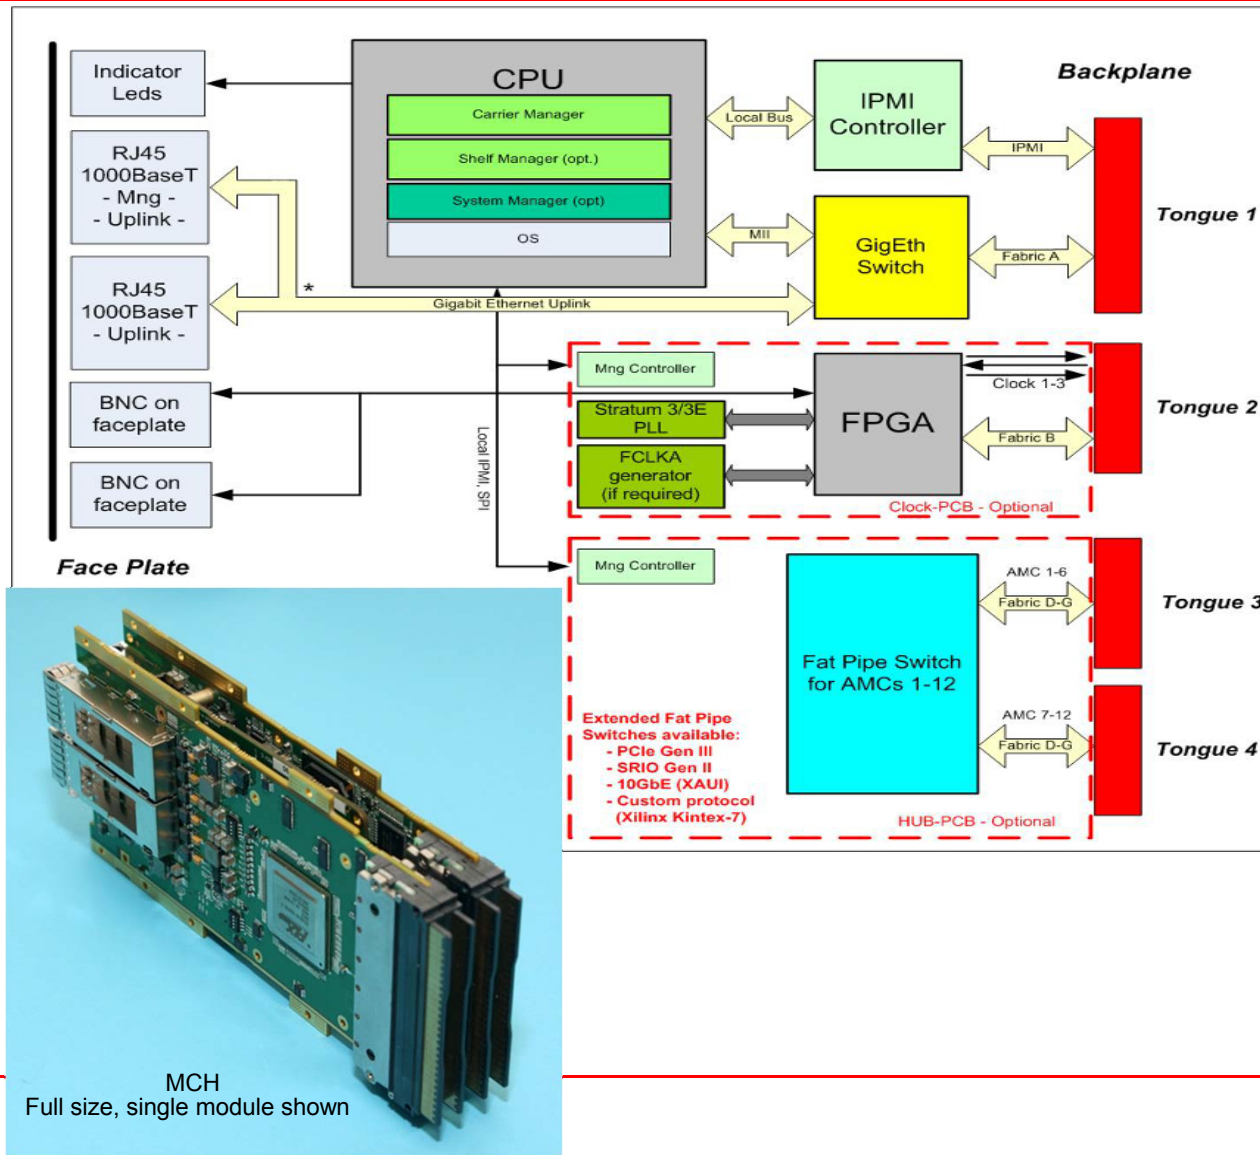 Indicator
Leds
RJ45
1000BaseT
- Mng -
- Uplink -
RJ45
1000BaseT
- Uplink -
BNC on
faceplate
BNC on
faceplate
Face Plate
CPU
Carrier Manager
Shelf Manager (opt.)
System Manager (opt)
OS
Local Bus
MII
*
Gigabit Ethernet Uplink
Local IPMI, SPI
IPMI
Controller
GigEth
Switch
IPMI
Fabric A
Backplane
Tongue 1
Mng Controller
Stratum 3/3E
PLL
FCLKA
generator
(if required)
FPGA
Clock 1-3
Fabric B
Clock-PCB - Optional
Tongue 2
Mng Controller
Fat Pipe Switch
for AMCs 1-12
AMC 1-6
Fabric D-G
Tongue 3
AMC 7-12
Fabric D-G
Tongue 4
Extended Fat Pipe
Switches available:
- PCIe Gen III
- SRIO Gen II
- 10GbE (XAUI)
- Custom protocol
(Xilinx Kintex-7)
HUB-PCB - Optional
MCH
Full size, single module shown